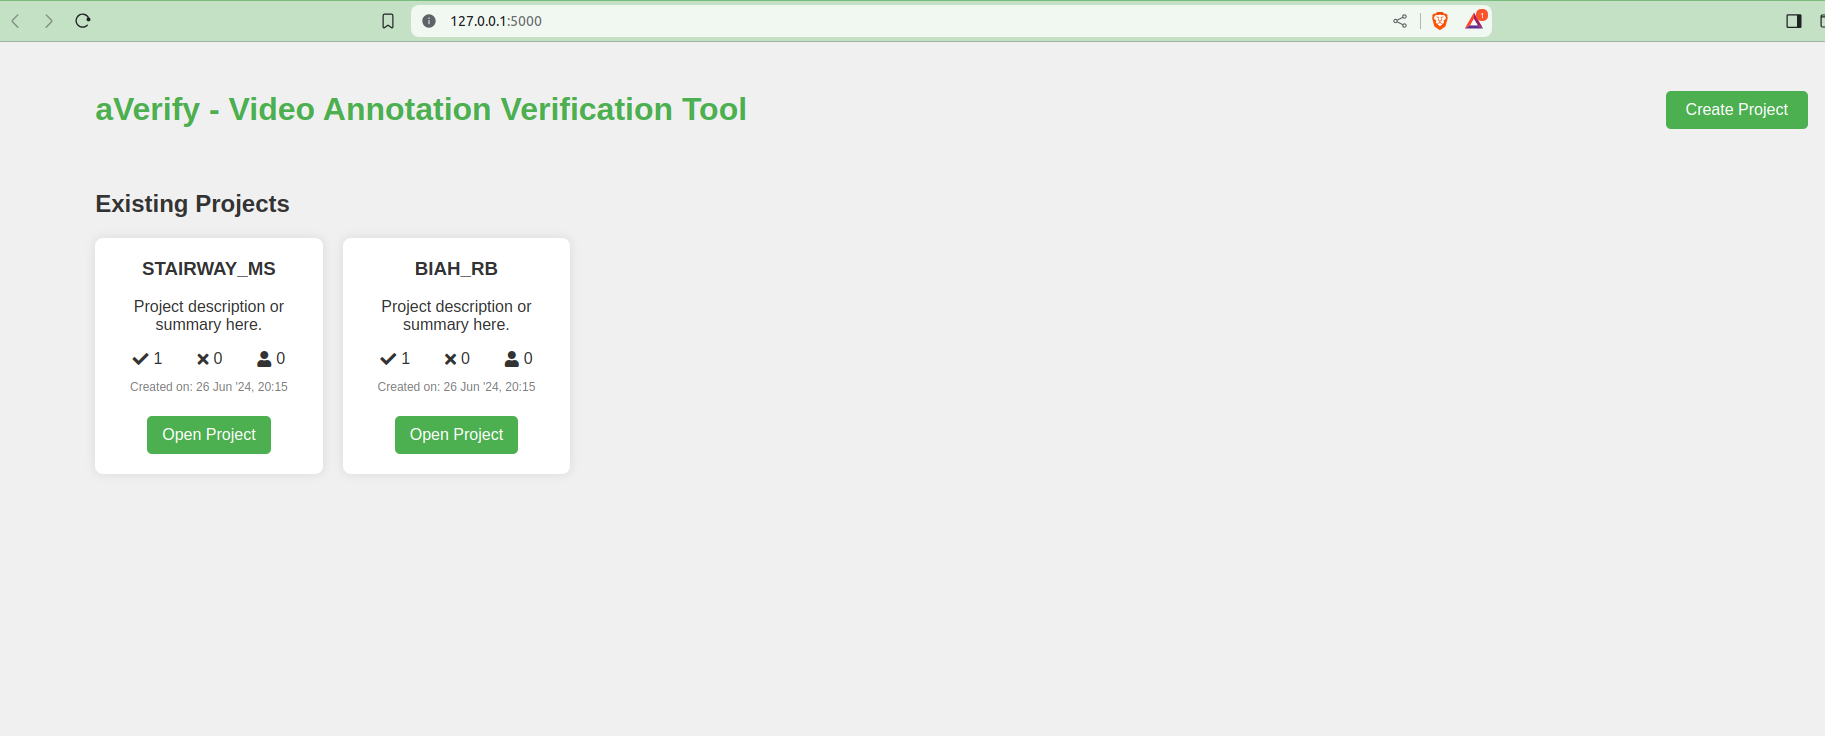 127.0.0.1:5000
aVerify - Video Annotation Verification Tool
Create Project
Existing Projects
STAIRWAY_MS
Project description or
summary here.
1 0 0
Created on: 26 Jun '24, 20:15
Open Project
BIAH_RB
Project description or
summary here.
1 0 0
Created on: 26 Jun '24, 20:15
Open Project